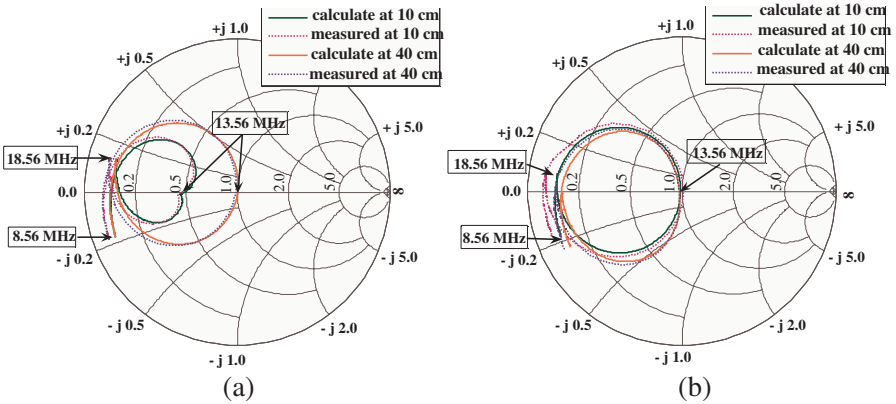 calculate at 10 cm
measured at 10 cm
calculate at 40 cm
measured at 40 cm
+j 1.0
+j 0.5
+j 0.2
+j 5.0
13.56 MHz
18.56 MHz
0.0
0.2
0.5
1.0
2.0
5.0
8
8.56 MHz
- j 0.2
- j 5.0
- j 0.5
- j 2.0
- j 1.0
(a)
calculate at 10 cm
measured at 10 cm
calculate at 40 cm
measured at 40 cm
+j 1.0
+j 0.5
+j 0.2
+j 5.0
13.56 MHz
18.56 MHz
0.0
0.2
0.5
1.0
2.0
5.0
8
8.56 MHz
- j 0.2
- j 5.0
- j 0.5
- j 2.0
- j 1.0
(b)